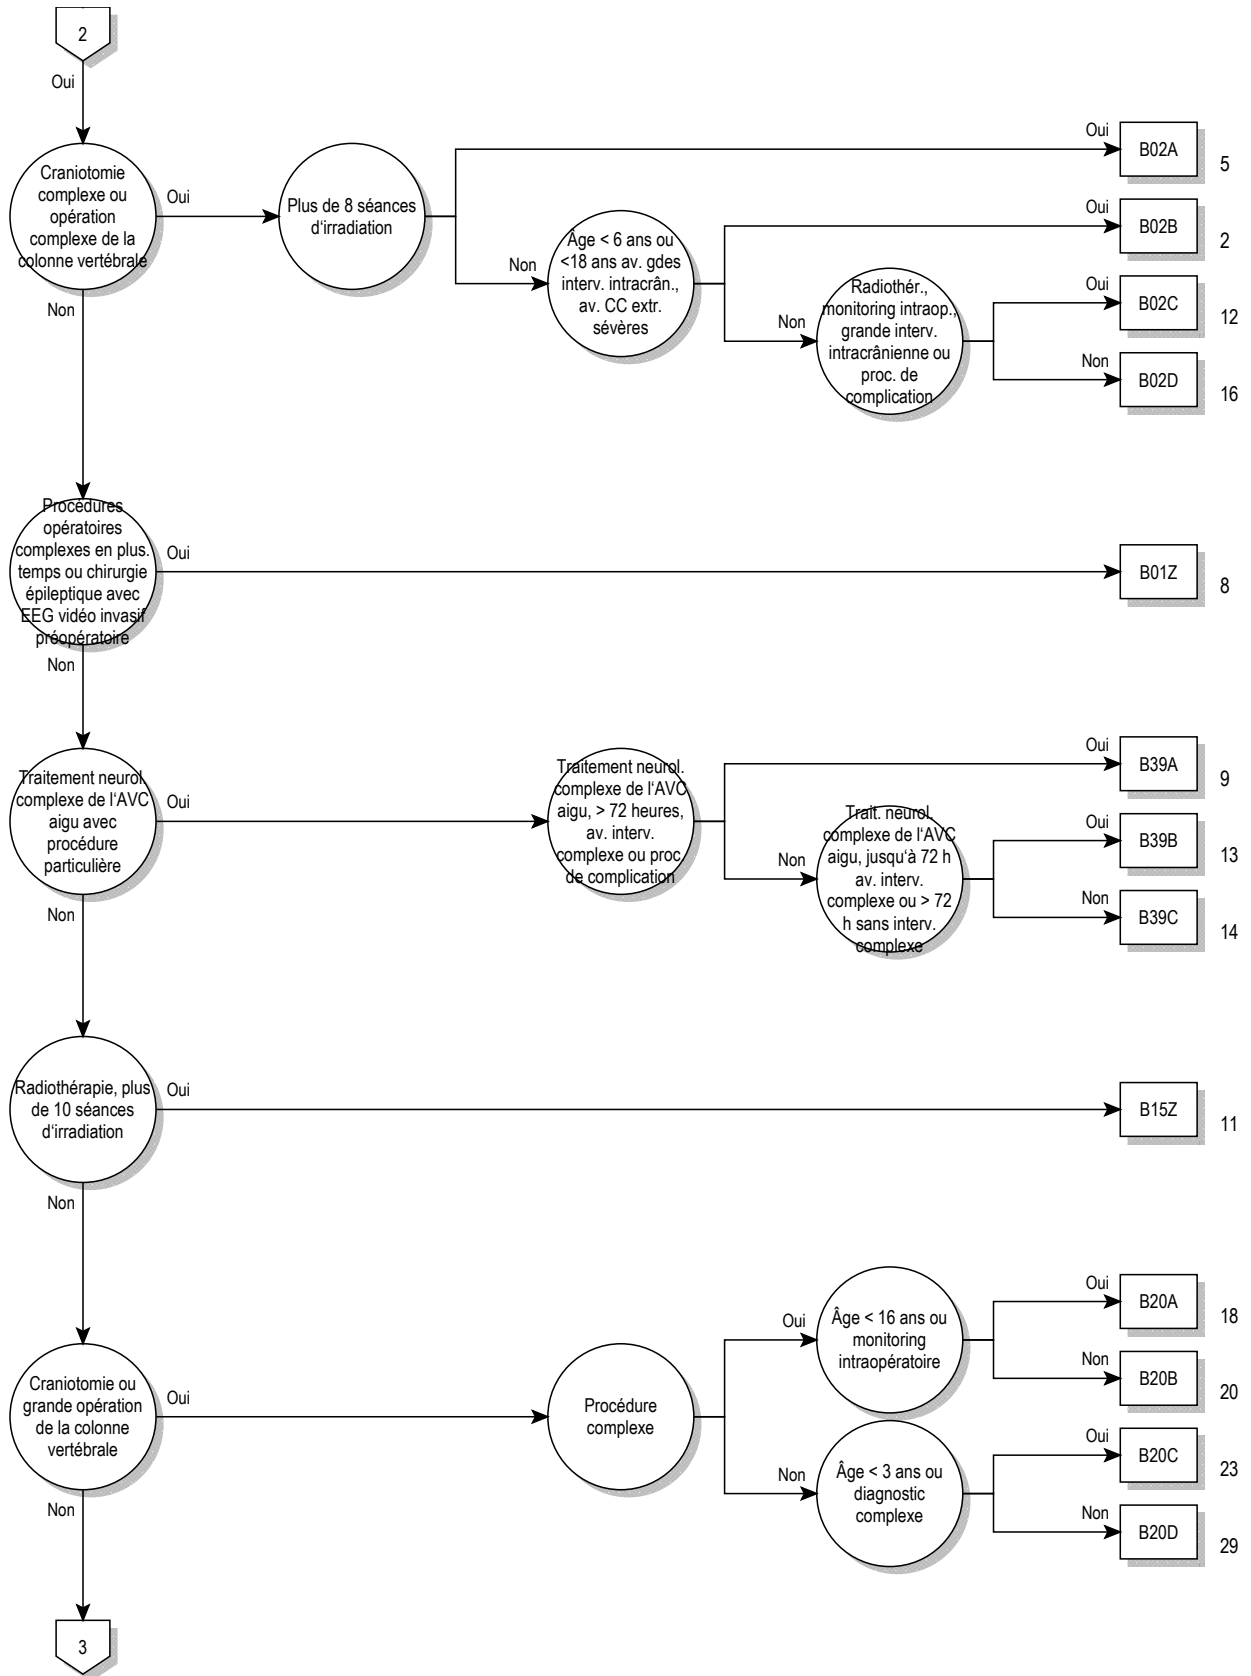 2
Oui
Craniotomie
complexe ou
opération
complexe de la
colonne vertébrale
Oui
Non
Plus de 8 séances
d'irradiation
Non
Âge < 6 ans ou
<18 ans av. gdes
interv. intracrân.,
av. CC extr.
sévères
Non
Radiothér.,
monitoring intraop.,
grande interv.
intracrânienne ou
proc. de
complication
Oui
B02A
5
Oui
B02B
2
Oui
B02C
12
Non
B02D
16
Procédures
opératoires
complexes en plus.
temps ou chirurgie
épileptique avec
EEG vidéo invasif
préopératoire
Oui
Non
B01Z
8
Traitement neurol.
complexe de l'AVC
aigu avec
procédure
particulière
Oui
Non
Traitement neurol.
complexe de l'AVC
aigu, > 72 heures,
av. interv.
complexe ou proc.
de complication
Non
Trait. neurol.
complexe de l'AVC
aigu, jusqu'à 72 h
av. interv.
complexe ou > 72
h sans interv.
complexe
Oui
B39A
9
Oui
B39B
13
Non
B39C
14
Radiothérapie, plus
de 10 séances
d'irradiation
Oui
Non
B15Z
11
Craniotomie ou
grande opération
de la colonne
vertébrale
Oui
Non
Procédure
complexe
Oui
Âge < 16 ans ou
monitoring
intraopératoire
Oui
B20A
18
Non
B20B
20
Non
Âge < 3 ans ou
diagnostic
complexe
Oui
B20C
23
Non
B20D
29
3